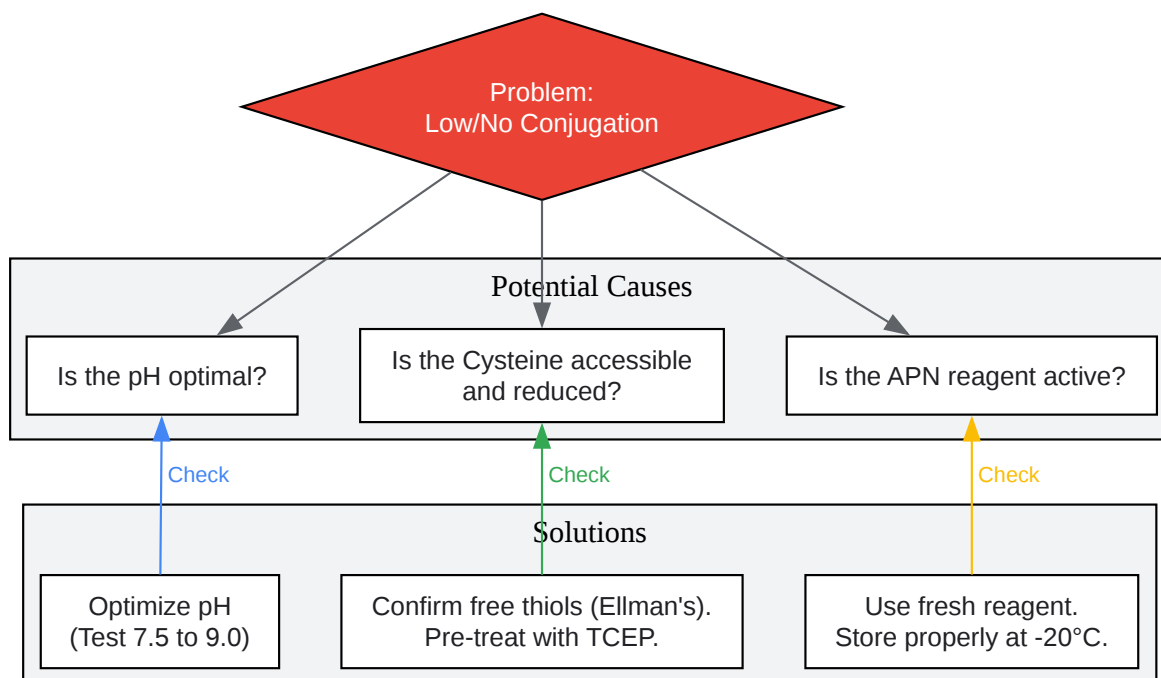 Problem:
Low/No Conjugation
Potential Causes
Is the pH optimal?
Is the Cysteine accessible
and reduced?
Is the APN reagent active?
Check
Check
Check
Solutions
Optimize pH
(Test 7.5 to 9.0)
Confirm free thiols (Ellman's).
Pre-treat with TCEP.
Use fresh reagent.
Store properly at -20°C.